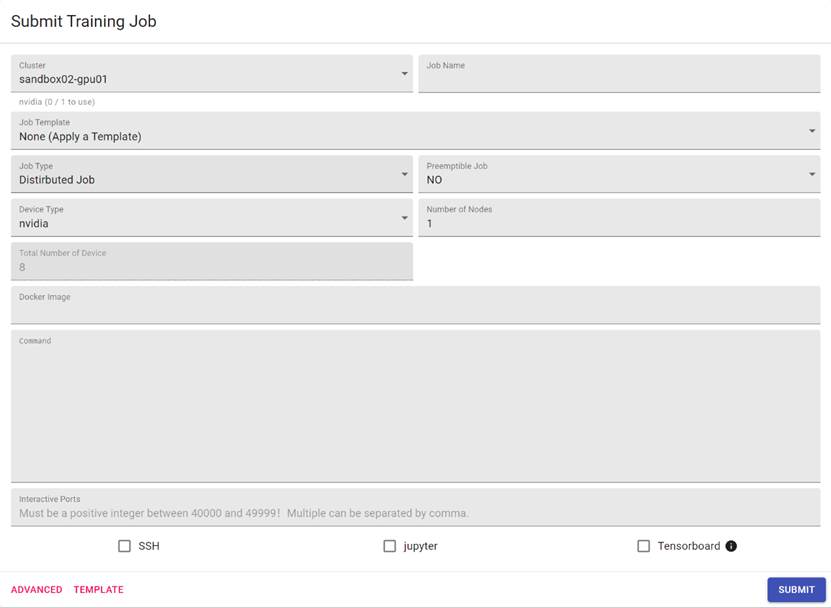 Submit Training Job
Cluster
sandbox02-gpu01
Job Name
nvidia (0 / 1 to use)
Job Template
None (Apply a Template)
Job Type
Distirbuted Job
Preemptible Job
NO
Device Type
nvidia
Number of Nodes
1
Total Number of Device
8
Docker Image
Command
Interactive Ports
Must be a positive integer between 40000 and 49999! Multiple can be separated by comma.
SSH
jupyter
Tensorboard
ADVANCED
TEMPLATE
SUBMIT